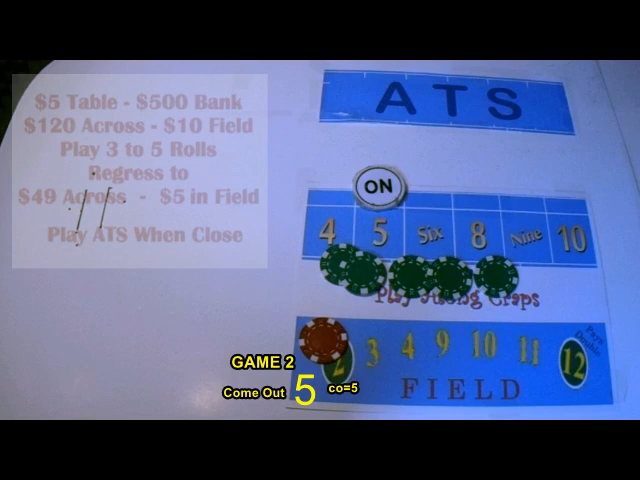 $5 Table - $500 Bank
$120 Across - $10 Field
Play 3 to 5 Rolls
Regress to
$49 Across - $5 in Field
Play ATS When Close
ATS
ON
4 5 Six 8 Nine 10
Play Along Craps
2 3 4 9 10 11 12
Pays Double
FIELD
GAME 2
Come Out 5 co=5